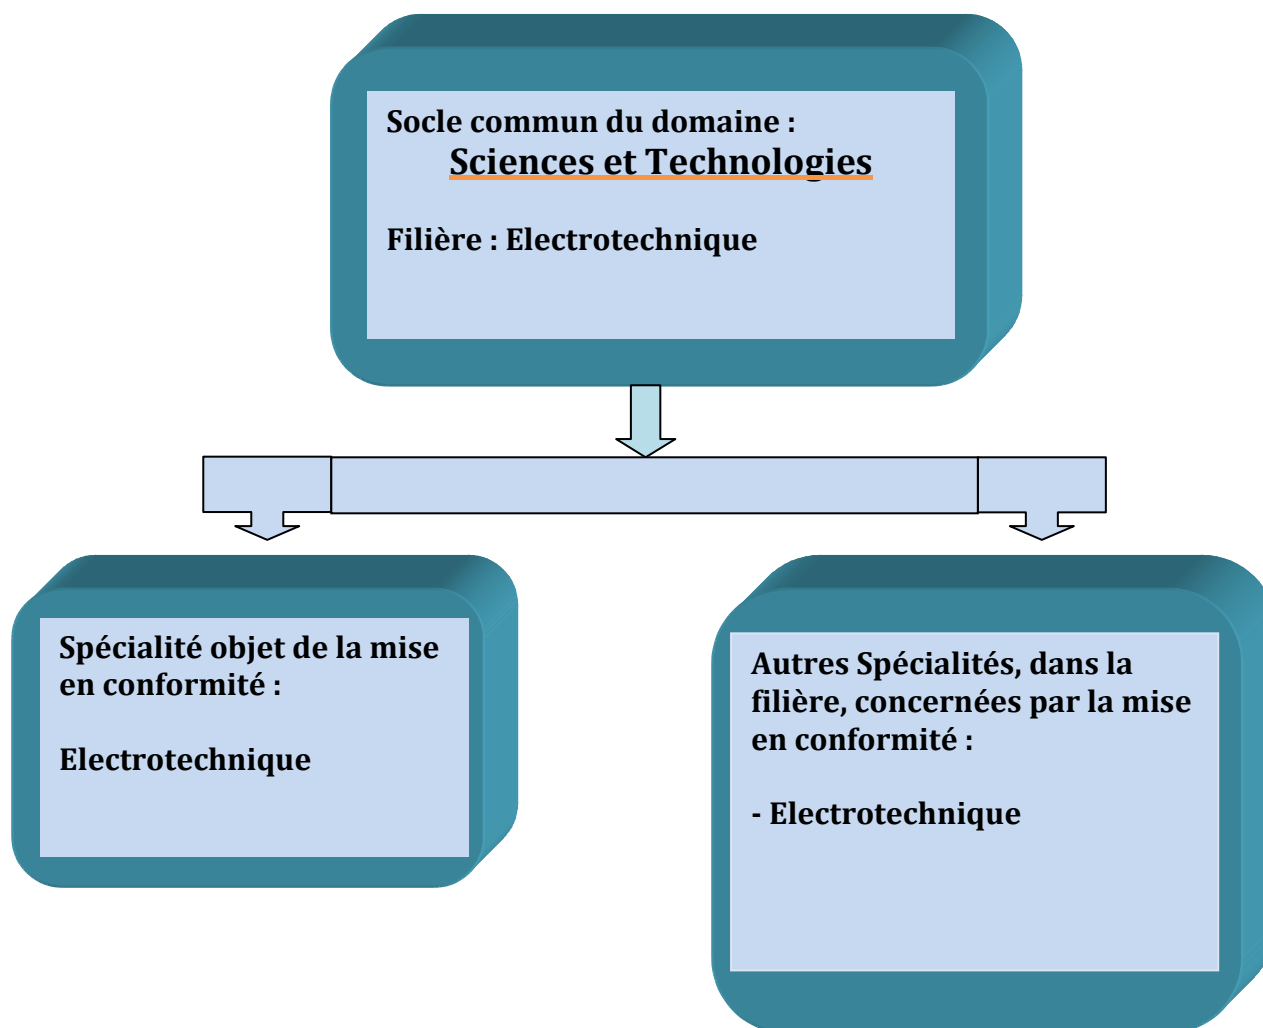 Socle commun du domaine :
Sciences et Technologies
Filière : Electrotechnique
Spécialité objet de la mise
en conformité :
Electrotechnique
Autres Spécialités, dans la
filière, concernées par la mise
en conformité :
- Electrotechnique